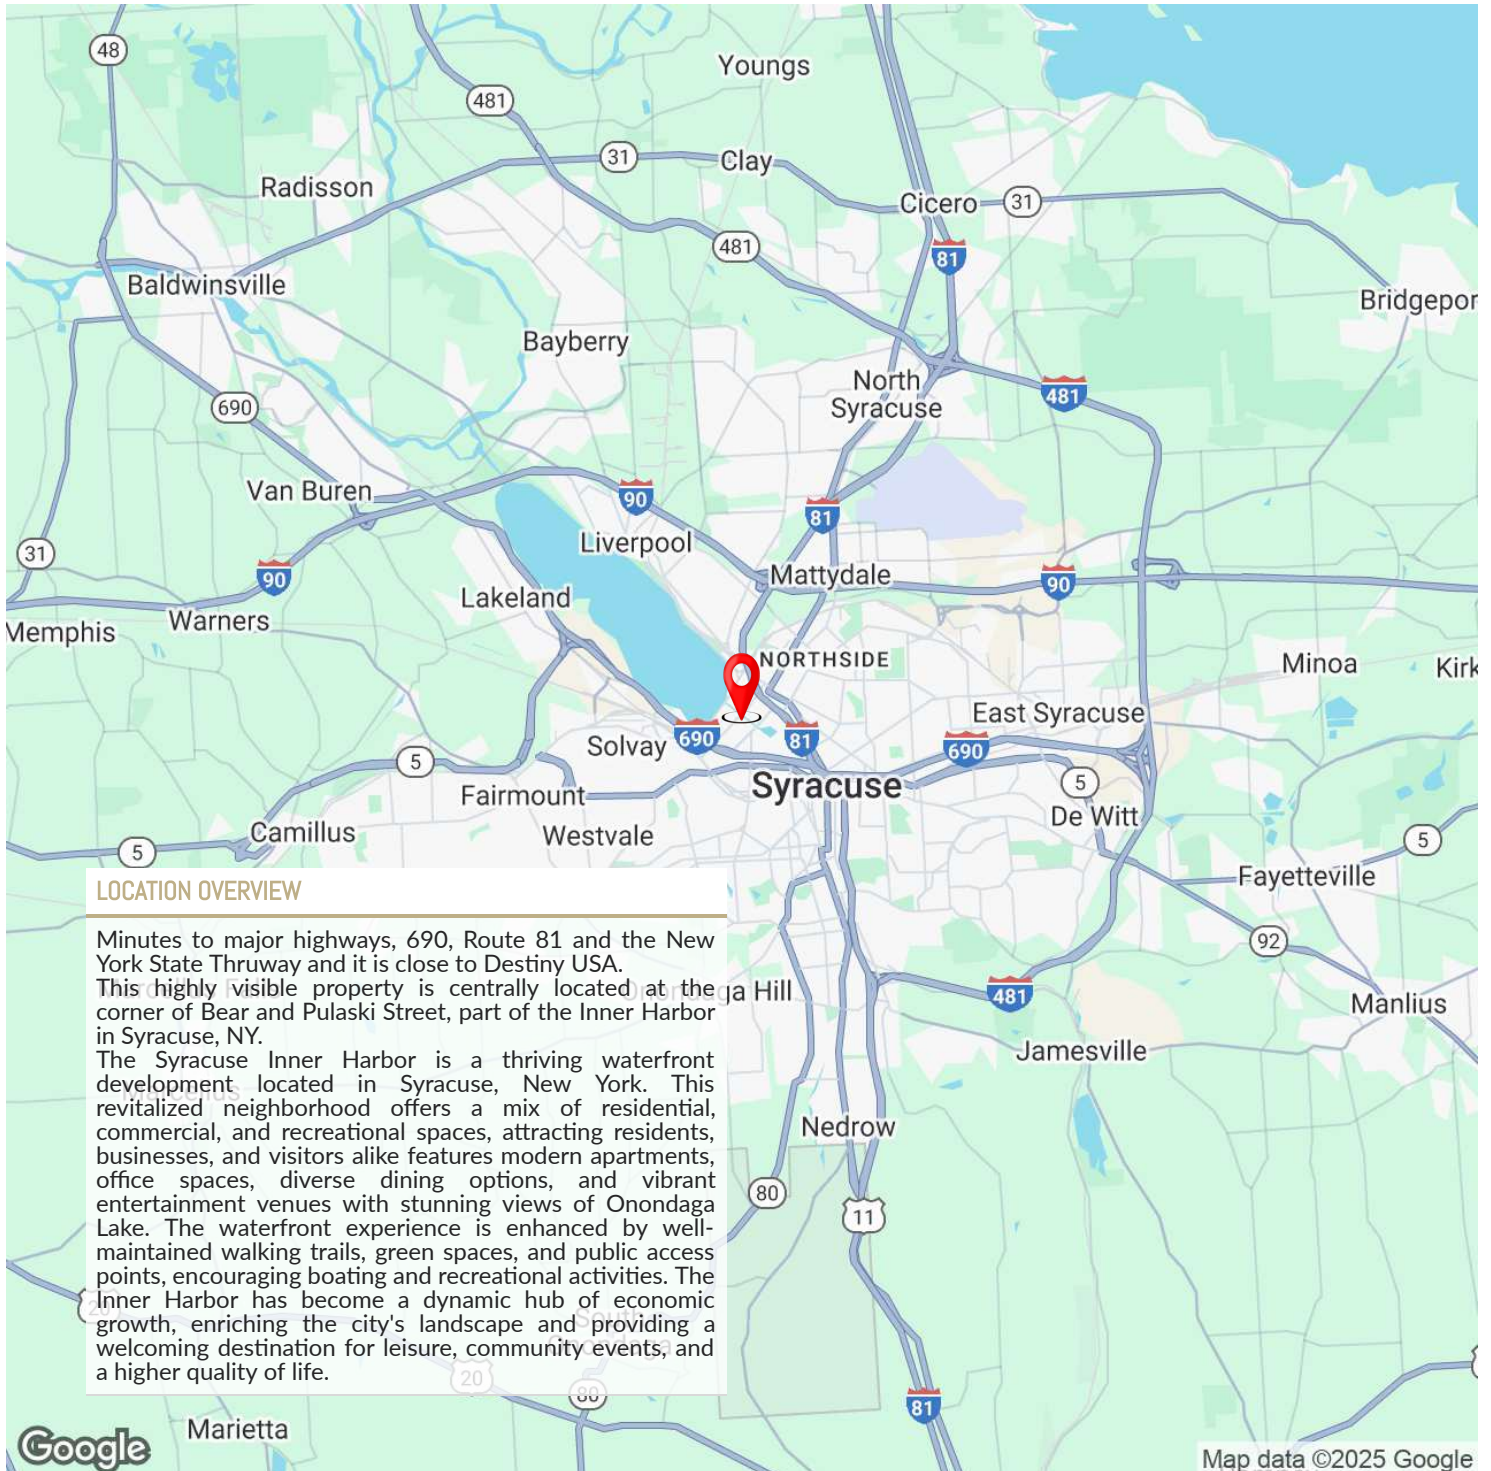 48
Youngs
481
31
Clay
Radisson
Cicero
31
481
81
Baldwinsville
Bridgepor
Bayberry
North
Syracuse
481
690
Van Buren
90
81
Liverpool
31
90
Mattydale
90
Lakeland
Warners
Memphis
NORTHSIDE
Minoa
Kirk
East Syracuse
Solvay
690
81
690
5
Syracuse
5
Fairmount
De Witt
Camillus
Westvale
5
5
Fayetteville
LOCATION OVERVIEW
Minutes to major highways, 690, Route 81 and the New
York State Thruway and it is close to Destiny USA.
This highly visible property is centrally located at the
corner of Bear and Pulaski Street, part of the Inner Harbor
in Syracuse, NY.
The Syracuse Inner Harbor is a thriving waterfront
development located in Syracuse, New York. This
revitalized neighborhood offers a mix of residential,
commercial, and recreational spaces, attracting residents,
businesses, and visitors alike features modern apartments,
office spaces, diverse dining options, and vibrant
entertainment venues with stunning views of Onondaga
Lake. The waterfront experience is enhanced by well-
maintained walking trails, green spaces, and public access
points, encouraging boating and recreational activities. The
Inner Harbor has become a dynamic hub of economic
growth, enriching the city's landscape and providing a
welcoming destination for leisure, community events, and
a higher quality of life.
92
Onondaga Hill
481
Manlius
Jamesville
Marcellus
Nedrow
80
11
20
South
Onondaga
20
80
81
Marietta
Google
Map data ©2025 Google